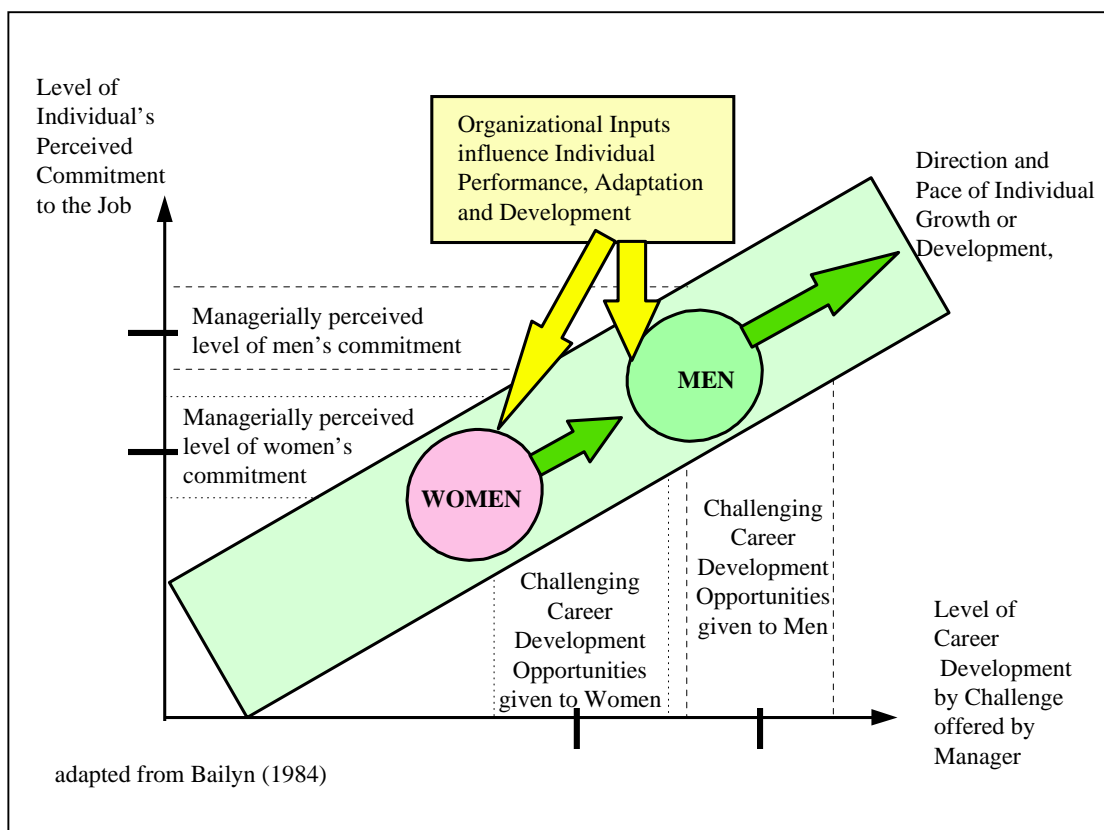 Level of
Individual's
Perceived
Commitment
to the Job
Organizational Inputs
influence Individual
Performance, Adaptation
and Development
Direction and
Pace of Individual
Growth or
Development,
Managerially perceived
level of men's commitment
MEN
Managerially perceived
level of women's
commitment
WOMEN
Challenging
Career
Development
Opportunities
given to Women
Challenging
Career
Development
Opportunities
given to Men
Level of
Career
Development
by Challenge
offered by
Manager
adapted from Bailyn (1984)